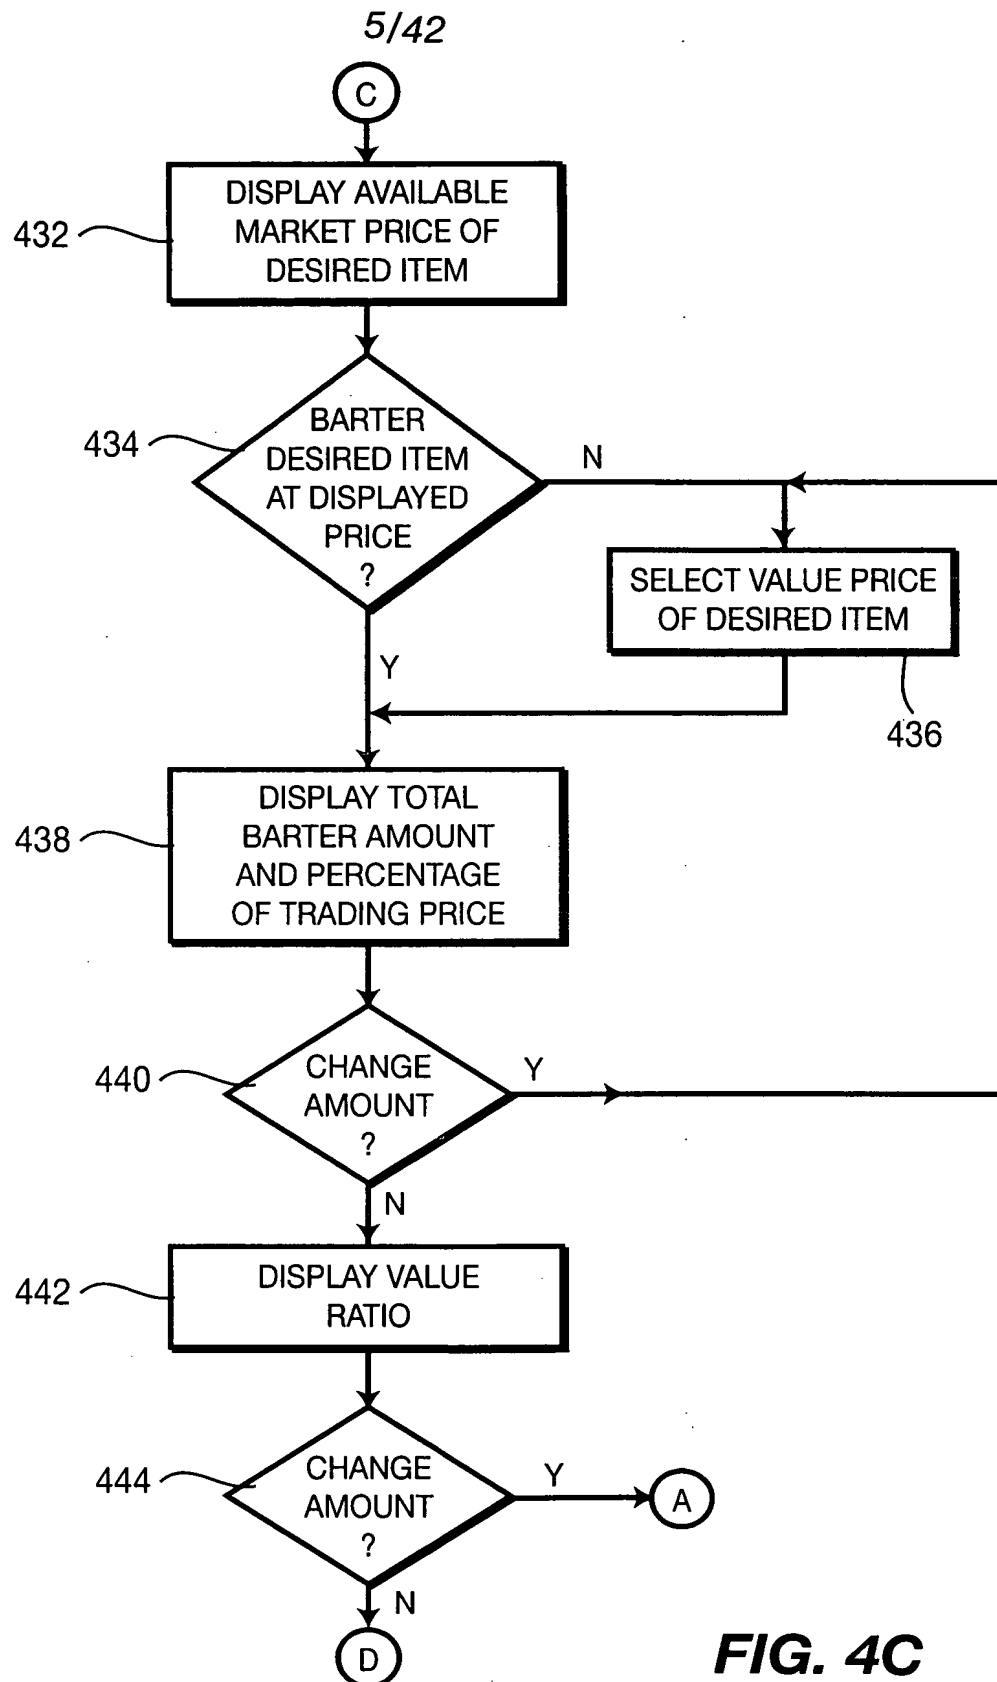 5/42
C
DISPLAY AVAILABLE
MARKET PRICE OF
DESIRED ITEM
432
BARTER
DESIRED ITEM
AT DISPLAYED
PRICE
?
434
N
SELECT VALUE PRICE
OF DESIRED ITEM
436
Y
DISPLAY TOTAL
BARTER AMOUNT
AND PERCENTAGE
OF TRADING PRICE
438
CHANGE
AMOUNT
?
440
Y
N
DISPLAY VALUE
RATIO
442
CHANGE
AMOUNT
?
444
Y
A
N
D
FIG. 4C